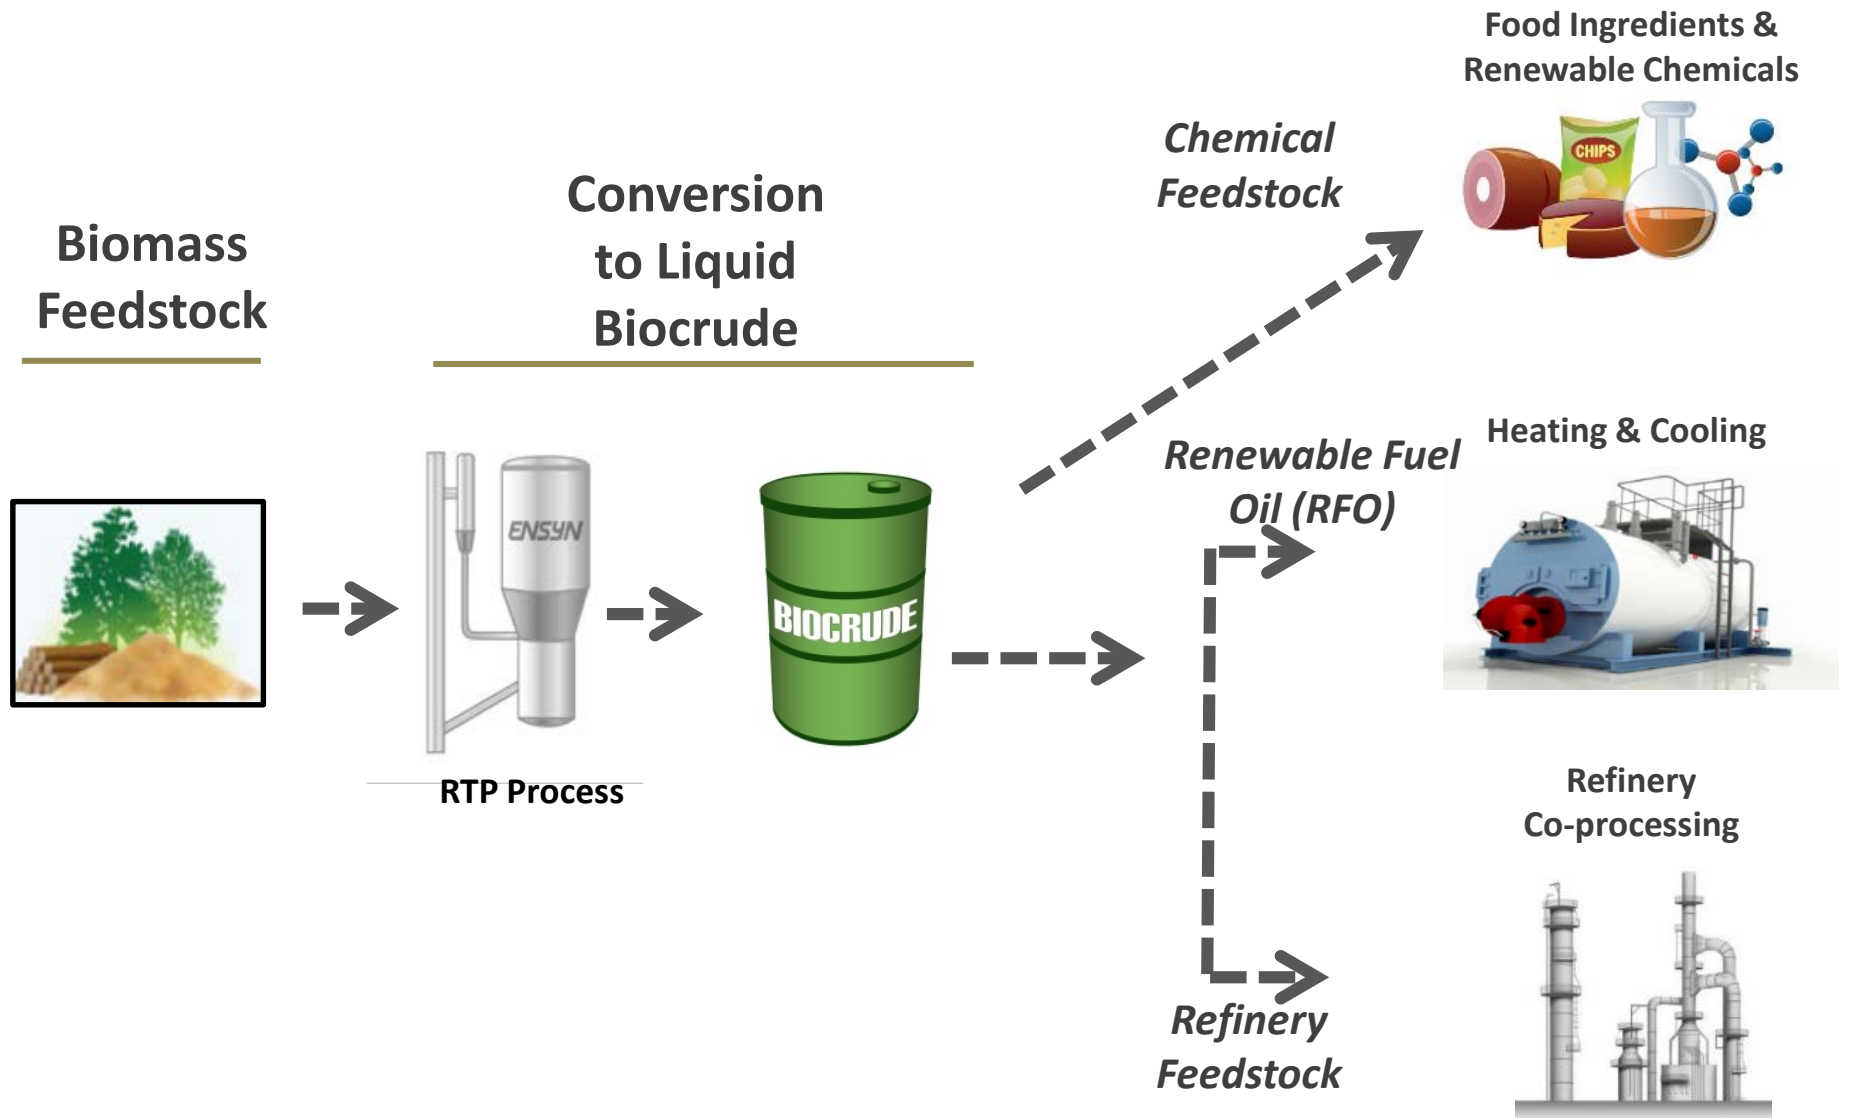 Biomass
Feedstock
Conversion
to Liquid
Biocrude
ENSYN
RTP Process
BIOCRUDE
Chemical
Feedstock
Food Ingredients &
Renewable Chemicals
CHIPS
Renewable Fuel
Oil (RFO)
Heating & Cooling
Refinery
Feedstock
Refinery
Co-processing